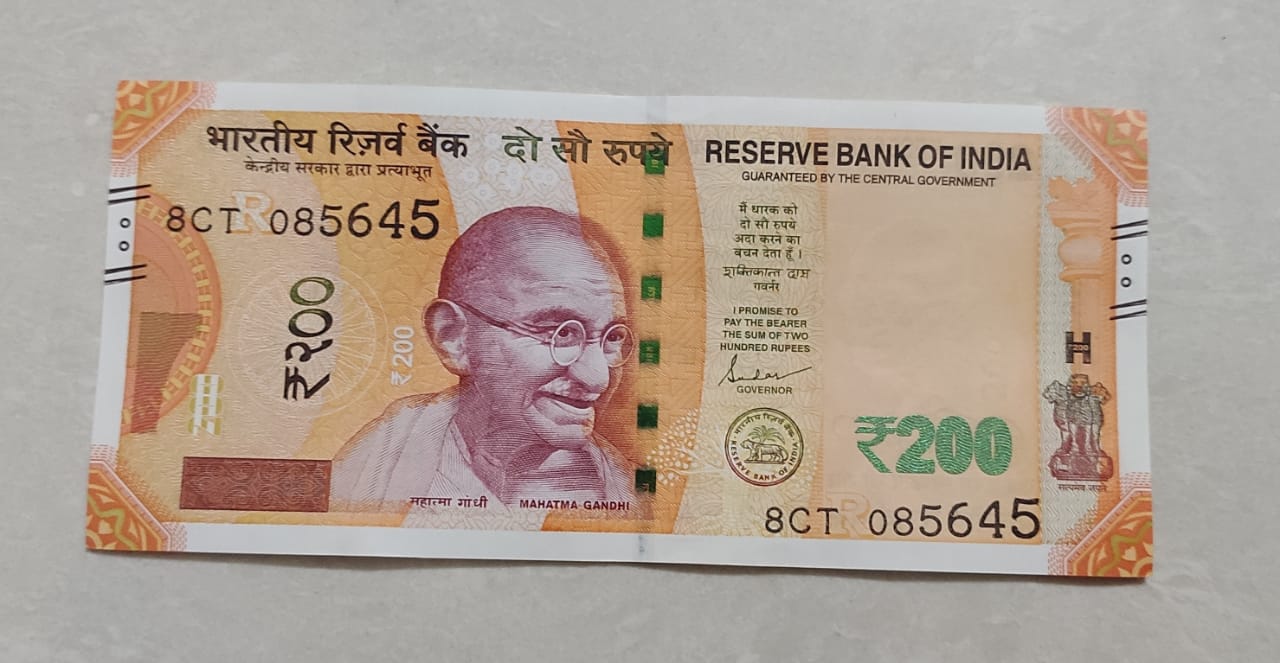 भारतीय रिज़र्व बैंक
केन्द्रीय सरकार द्वारा प्रत्याभूत
दो सौ रुपये
RESERVE BANK OF INDIA
GUARANTEED BY THE CENTRAL GOVERNMENT
8CT 085645
R
₹२००
₹200
मैं धारक को
दो सौ रुपये
अदा करने का
वचन देता हूँ ।
शक्तिकान्त दास
गवर्नर
I PROMISE TO
PAY THE BEARER
THE SUM OF TWO
HUNDRED RUPEES
GOVERNOR
भारतीय रिज़र्व बैंक
RESERVE BANK OF INDIA
₹200
H
सत्यमेव जयते
महात्मा गाँधी
MAHATMA GANDHI
R
8CT 085645